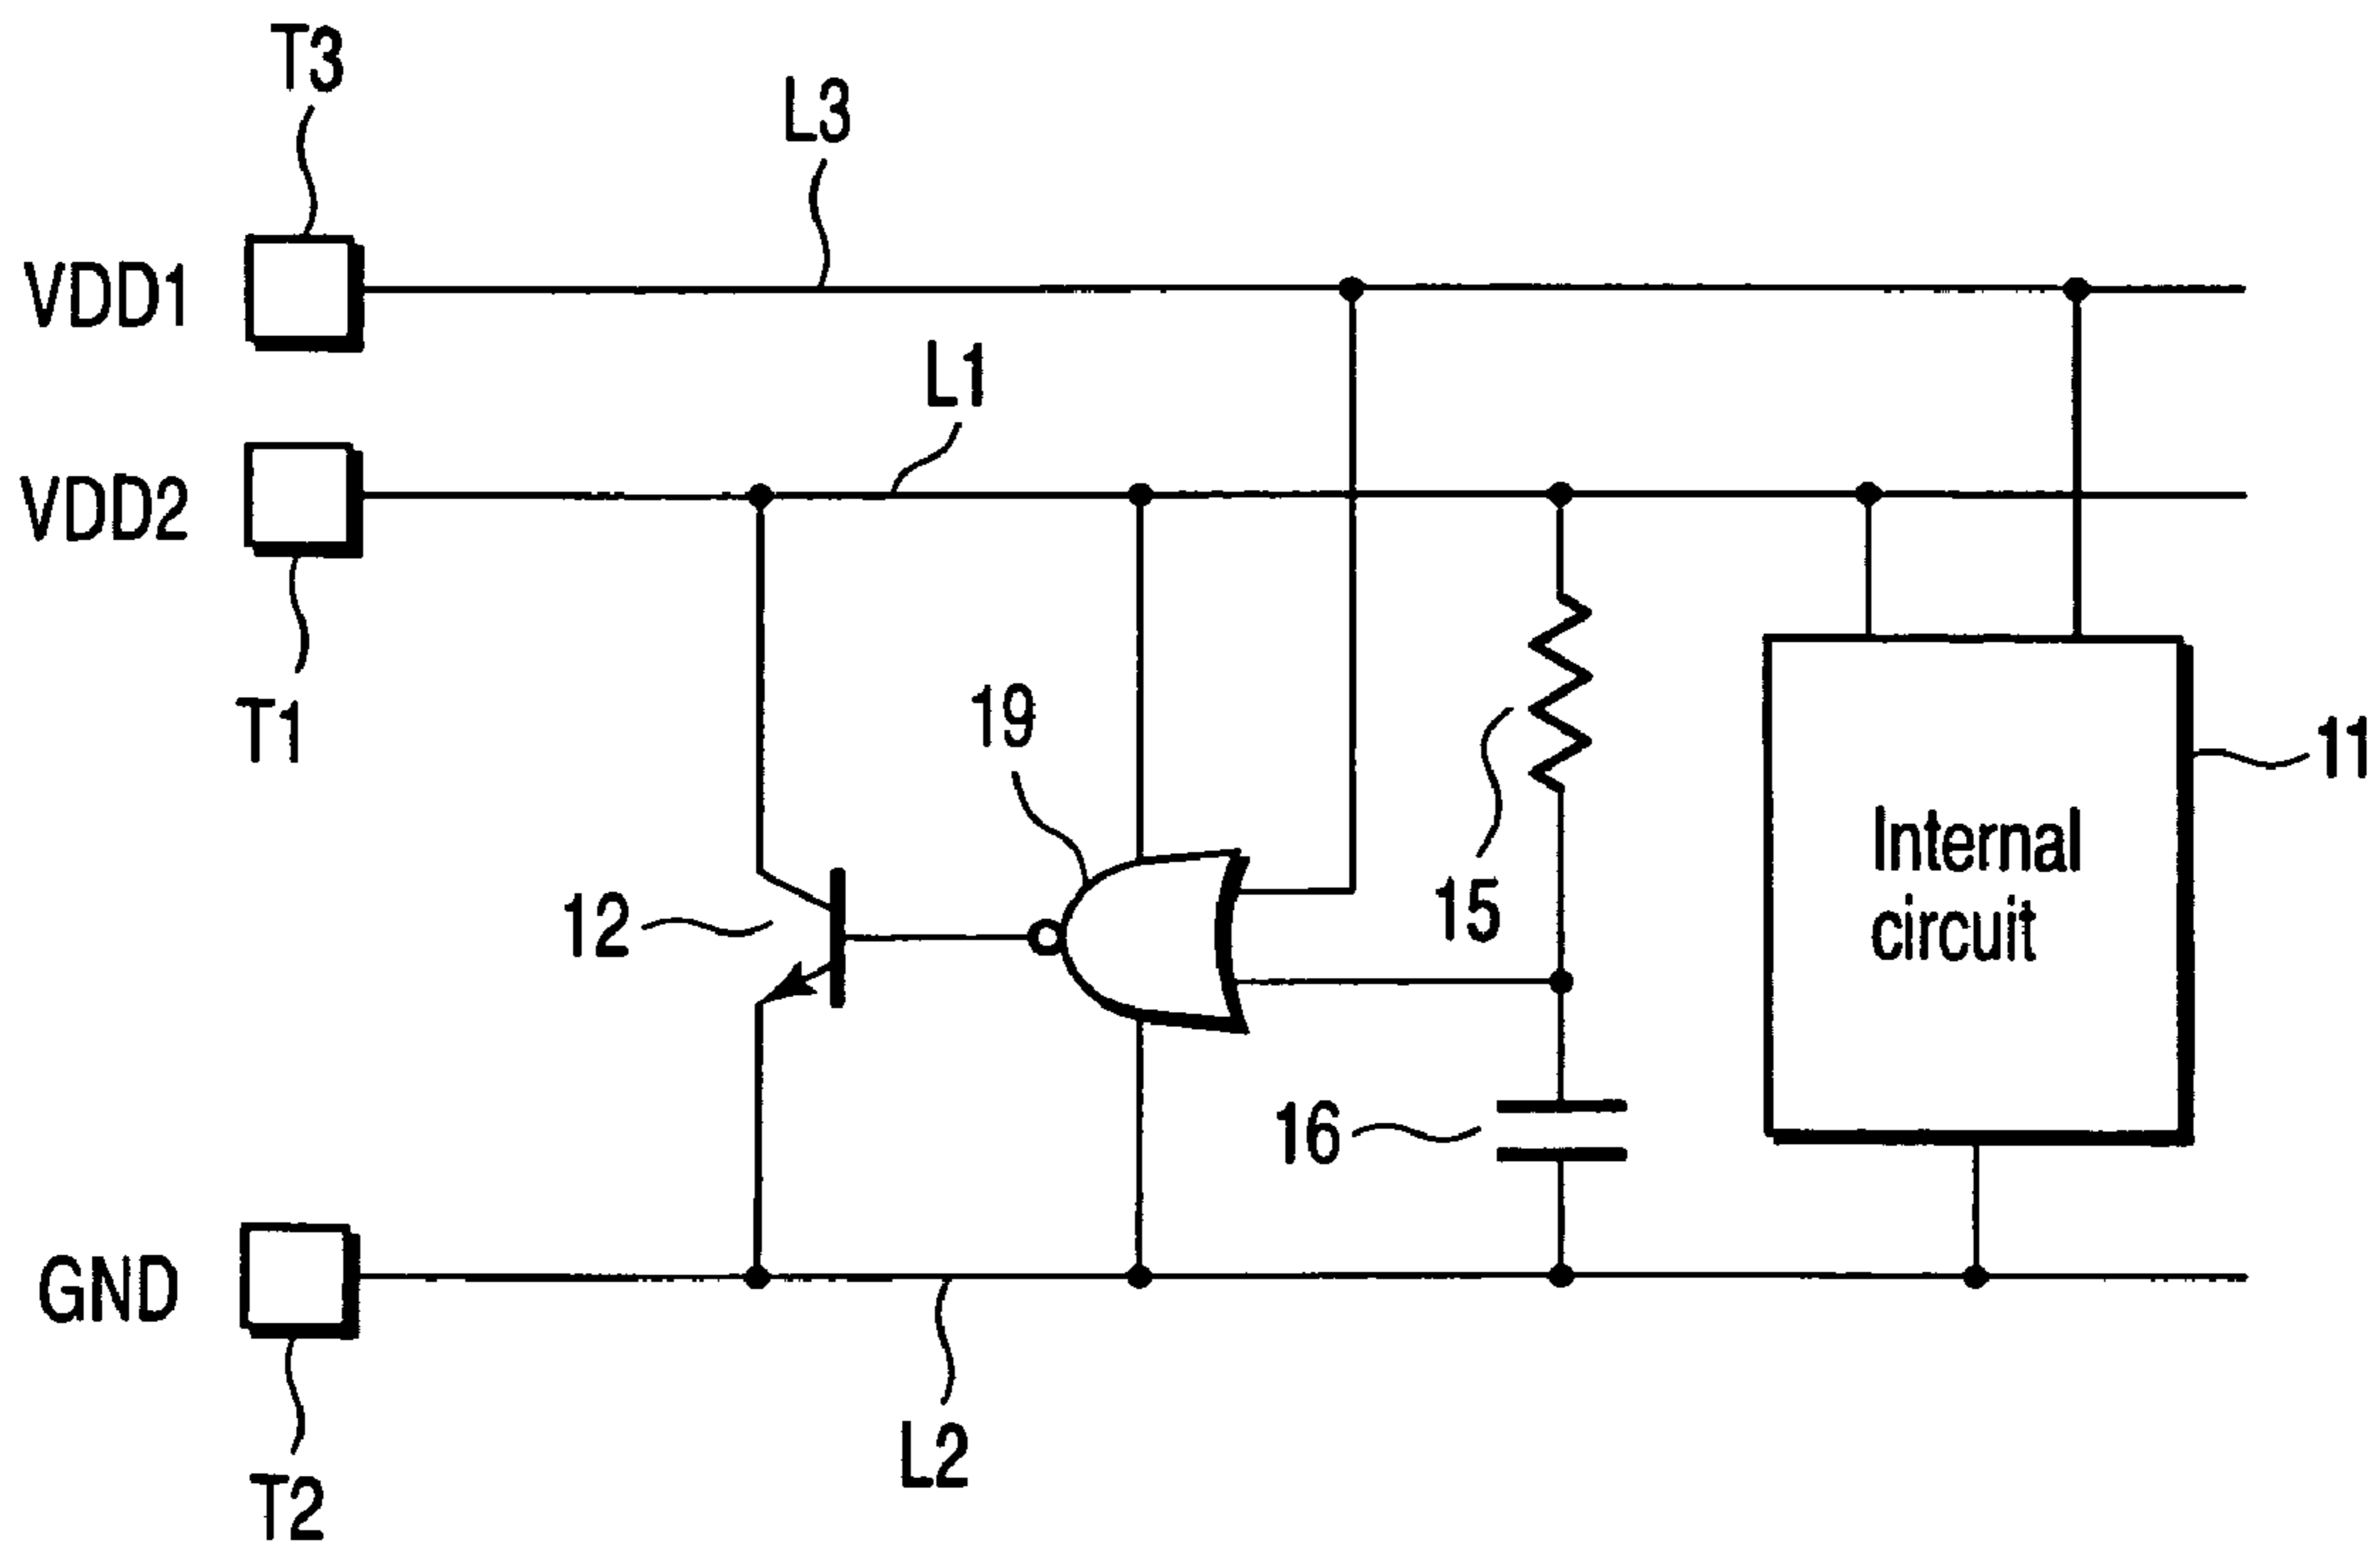 T3
L3
VDD1
L1
VDD2
T1
19
11
Internal
circuit
12
15
16
GND
L2
T2